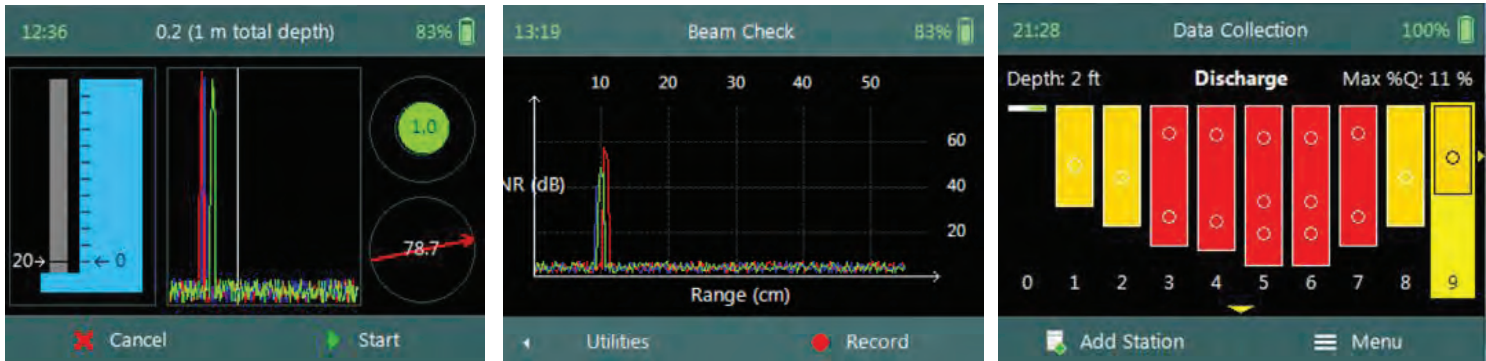 12:36 0.2 (1 m total depth) 83%
1.0
78.7
20→ ← 0
Cancel Start
13:19 Beam Check 83%
10 20 30 40 50
60
NR (dB) 40
20
Range (cm)
Utilities Record
21:28 Data Collection 100%
Depth: 2 ft Discharge Max %Q: 11 %
0 1 2 3 4 5 6 7 8 9
Add Station Menu